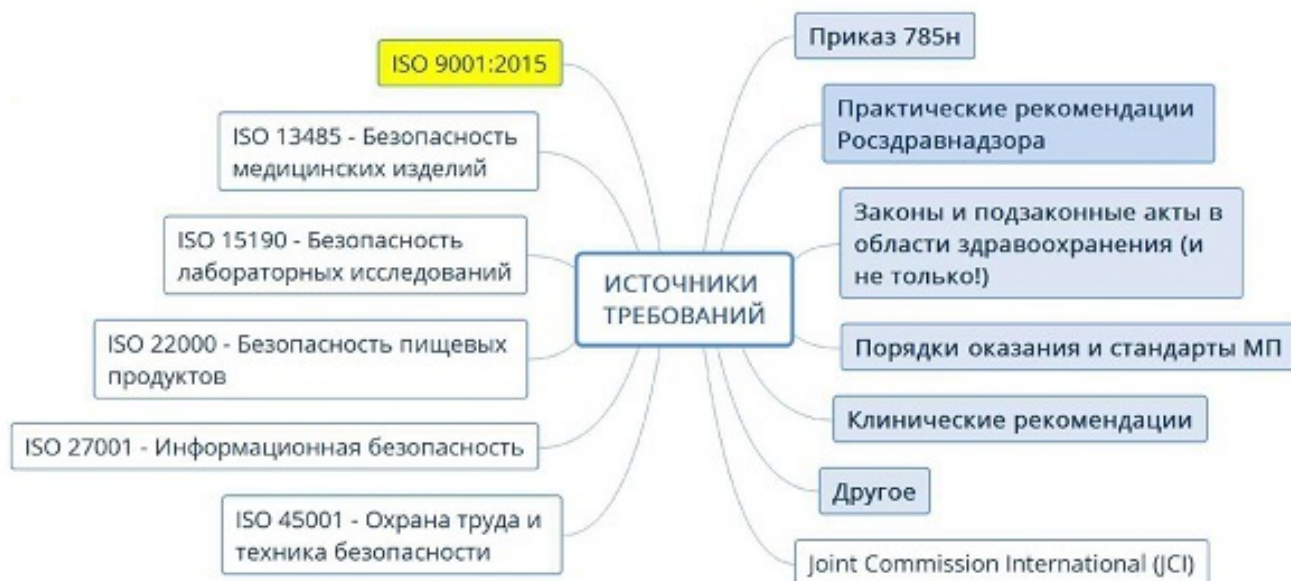 ISO 9001:2015
ISO 13485 - Безопасность
медицинских изделий
ISO 15190 - Безопасность
лабораторных исследований
ISO 22000 - Безопасность пищевых
продуктов
ISO 27001 - Информационная безопасность
ISO 45001 - Охрана труда и
техника безопасности
ИСТОЧНИКИ
ТРЕБОВАНИЙ
Приказ 785н
Практические рекомендации
Росздравнадзора
Законы и подзаконные акты в
области здравоохранения (и
не только!)
Порядки оказания и стандарты МП
Клинические рекомендации
Другое
Joint Commission International (JCI)